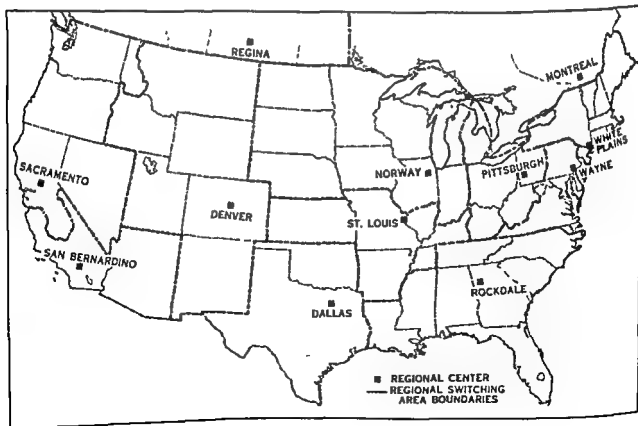 REGINA
MONTREAL
WHITE
PLAINS
NORWAY
PITTSBURGH
WAYNE
SACRAMENTO
DENVER
ST. LOUIS
SAN BERNARDINO
ROCKDALE
DALLAS
REGIONAL CENTER
REGIONAL SWITCHING
AREA BOUNDARIES